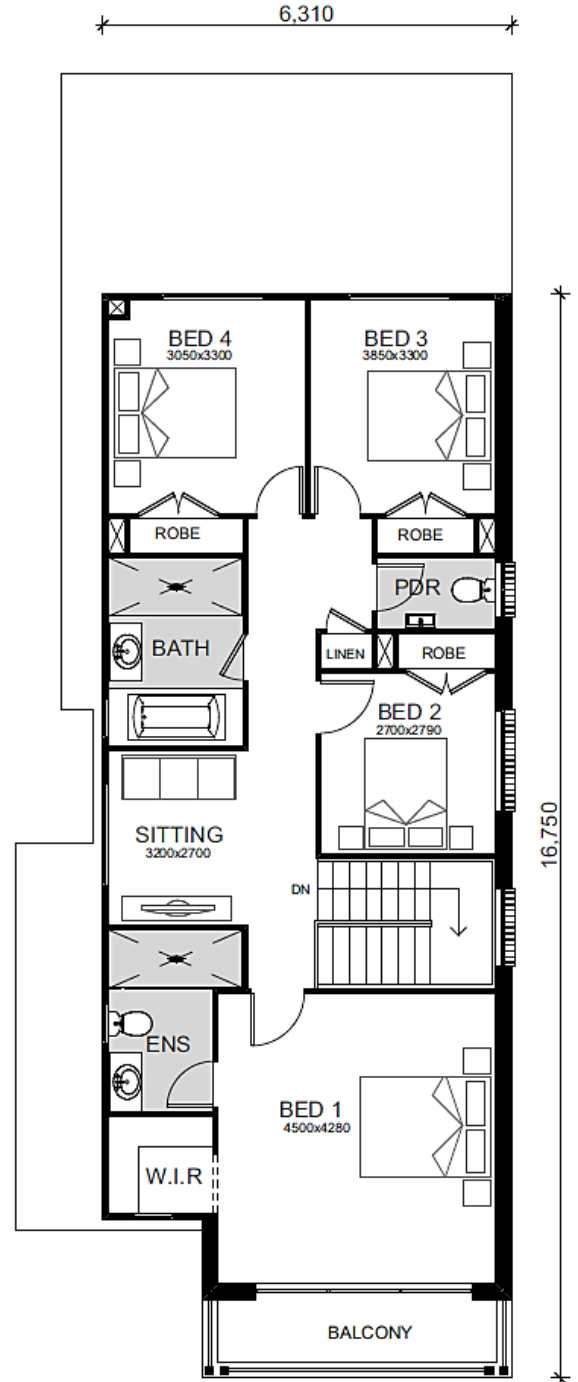 6,310
BED 4
3050x3300
BED 3
3850x3300
ROBE
ROBE
PDR
BATH
LINEN
ROBE
BED 2
2700x2790
SITTING
3200x2700
16,750
DN
ENS
BED 1
4500x4280
W.I.R
BALCONY